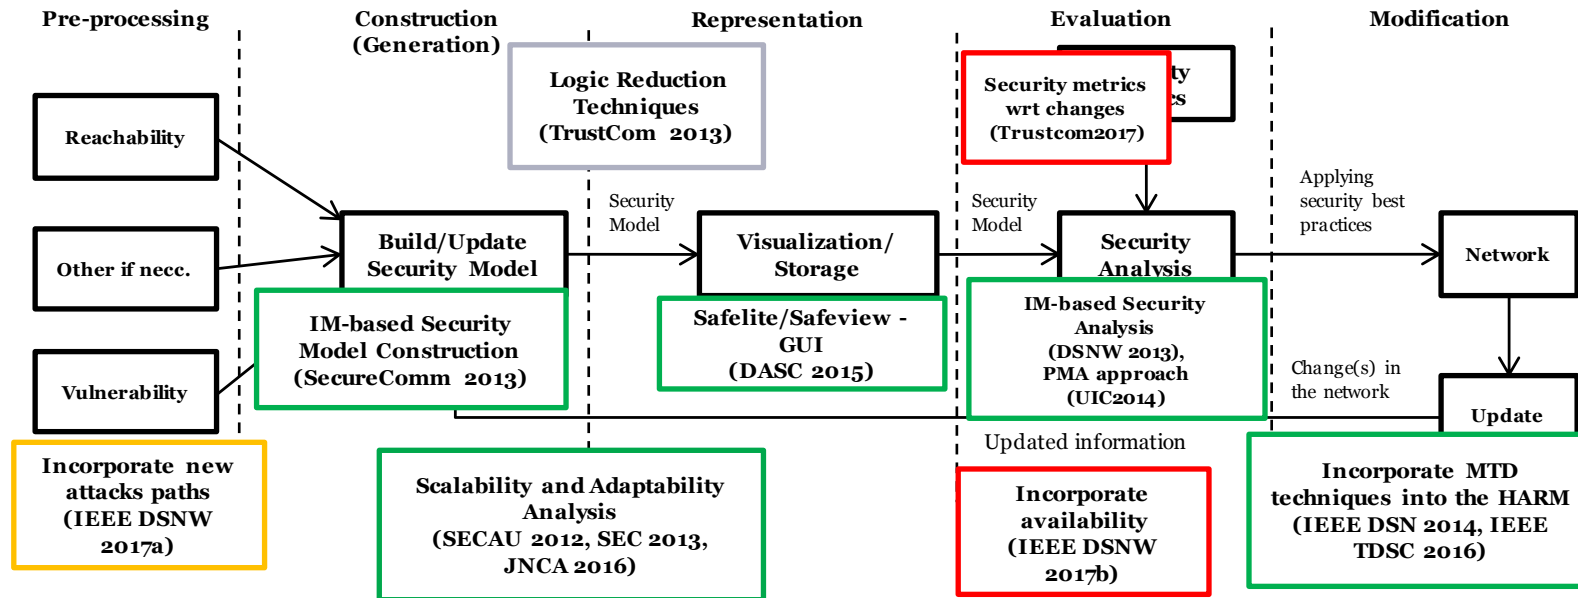 Pre-processing
Construction
(Generation)
Representation
Evaluation
Modification
Reachability
Other if necc.
Vulnerability
Incorporate new
attacks paths
(IEEE DSNW
2017a)
Build/Update
Security Model
IM-based Security
Model Construction
(SecureComm 2013)
Logic Reduction
Techniques
(TrustCom 2013)
Scalability and Adaptability
Analysis
(SECAU 2012, SEC 2013,
JNCA 2016)
Security
Model
Visualization/
Storage
Safelite/Safeview -
GUI
(DASC 2015)
Security
Model
Security metrics
wrt changes
(Trustcom2017)
ty
cs
Security
Analysis
IM-based Security
Analysis
(DSNW 2013),
PMA approach
(UIC2014)
Updated information
Incorporate
availability
(IEEE DSNW
2017b)
Applying
security best
practices
Network
Change(s) in
the network
Update
Incorporate MTD
techniques into the HARM
(IEEE DSN 2014, IEEE
TDSC 2016)